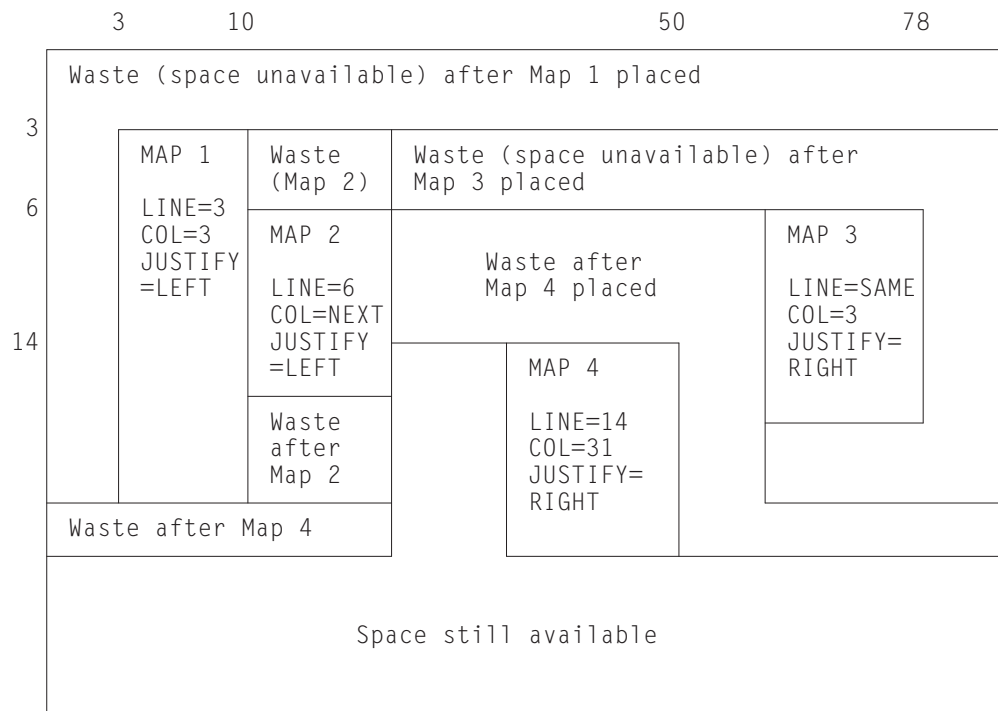 3 10 50 78
Waste (space unavailable) after Map 1 placed
3
MAP 1
LINE=3
COL=3
JUSTIFY
=LEFT
Waste
(Map 2)
Waste (space unavailable) after
Map 3 placed
6
MAP 2
LINE=6
COL=NEXT
JUSTIFY
=LEFT
Waste after
Map 4 placed
MAP 3
LINE=SAME
COL=3
JUSTIFY=
RIGHT
14
MAP 4
LINE=14
COL=31
JUSTIFY=
RIGHT
Waste
after
Map 2
Waste after Map 4
Space still available